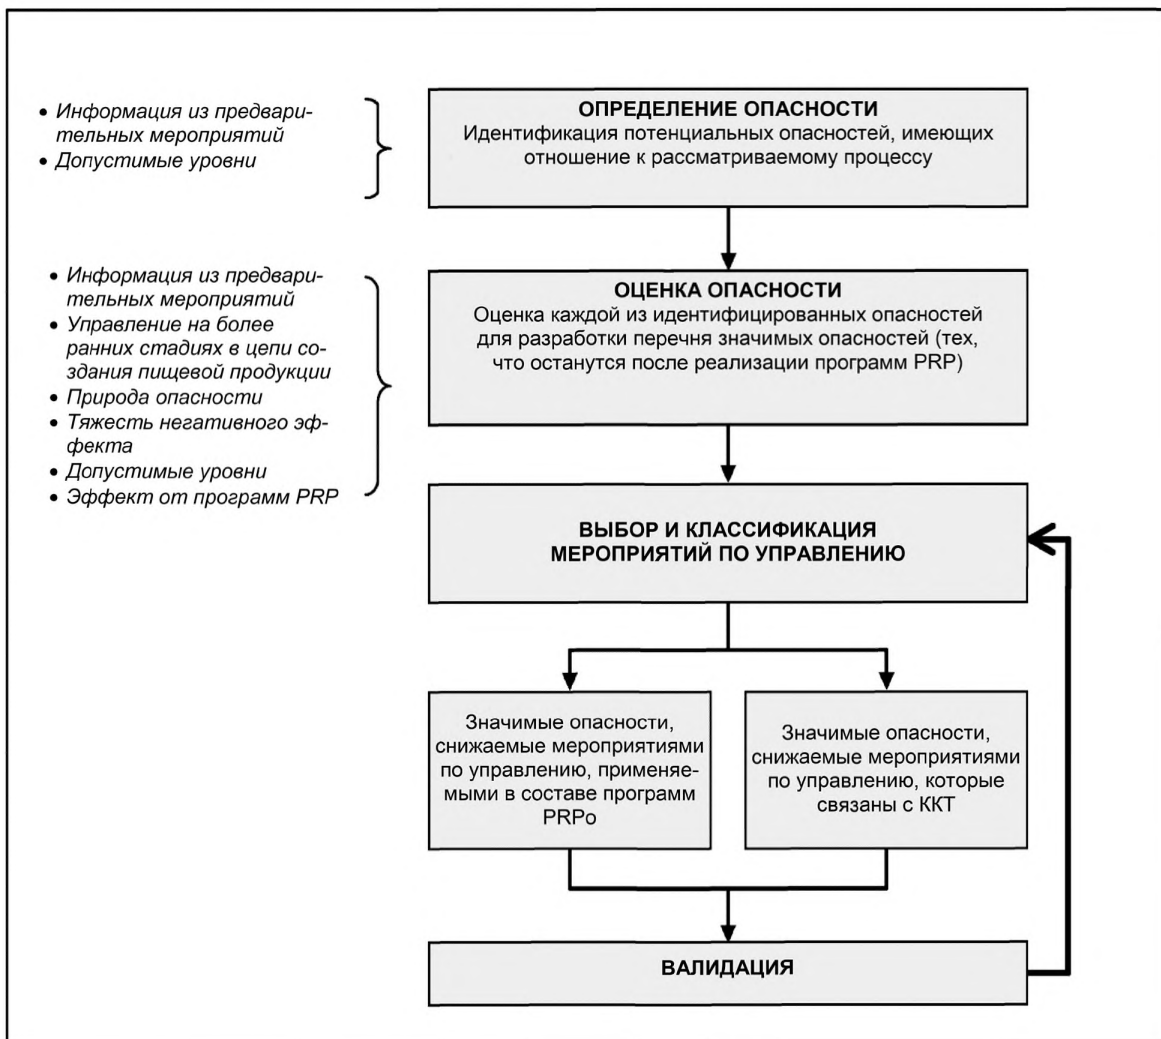 • Информация из предвари-
тельных мероприятий
• Допустимые уровни
ОПРЕДЕЛЕНИЕ ОПАСНОСТИ
Идентификация потенциальных опасностей, имеющих
отношение к рассматриваемому процессу
• Информация из предвари-
тельных мероприятий
• Управление на более
ранних стадиях в цепи со-
здания пищевой продукции
• Природа опасности
• Тяжесть негативного эф-
фекта
• Допустимые уровни
• Эффект от программ PRP
ОЦЕНКА ОПАСНОСТИ
Оценка каждой из идентифицированных опасностей
для разработки перечня значимых опасностей (тех,
что останутся после реализации программ PRP)
ВЫБОР И КЛАССИФИКАЦИЯ
МЕРОПРИЯТИЙ ПО УПРАВЛЕНИЮ
Значимые опасности,
снижаемые мероприятиями
по управлению, применяе-
мыми в составе программ
PRPo
Значимые опасности,
снижаемые мероприятиями
по управлению, которые
связаны с ККТ
ВАЛИДАЦИЯ